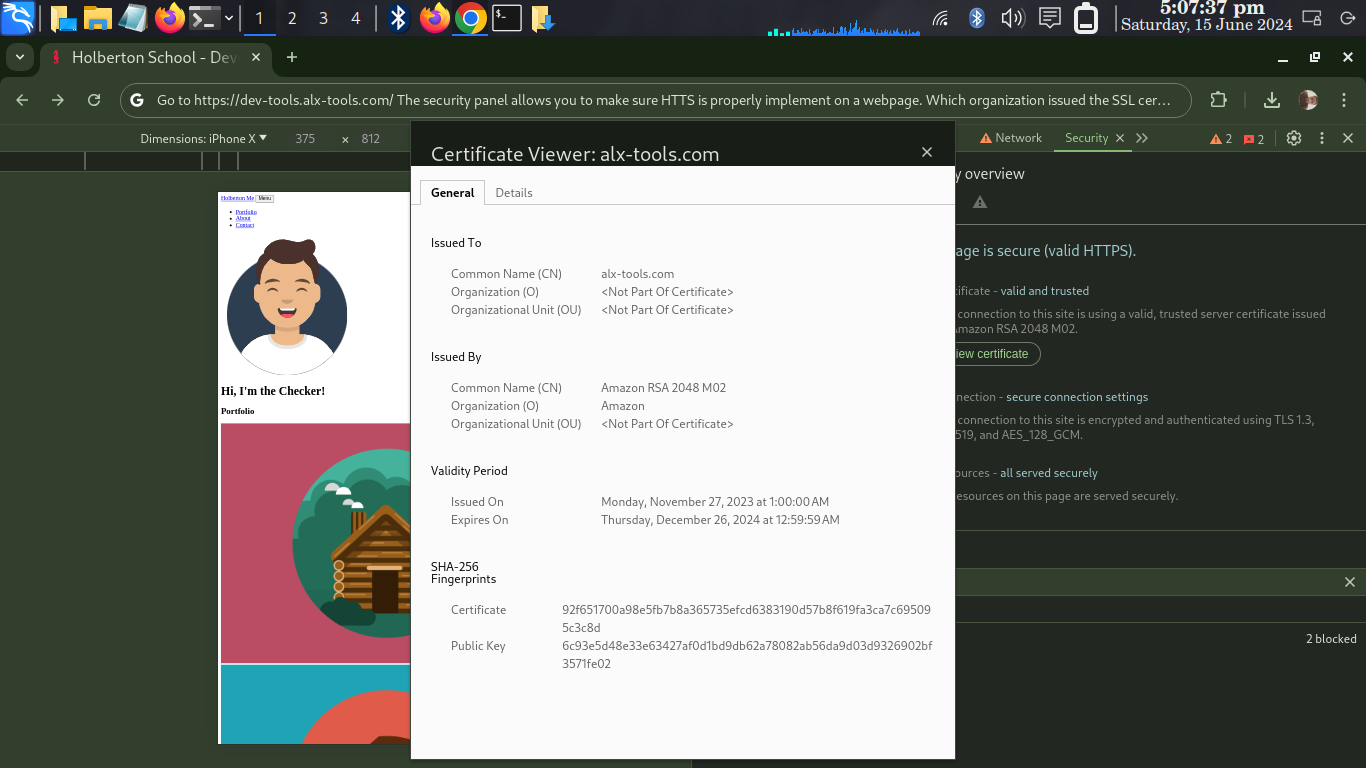 1 2 3 4
5:07:37 pm
Saturday, 15 June 2024
Holberton School - Dev
Go to https://dev-tools.alx-tools.com/ The security panel allows you to make sure HTTS is properly implement on a webpage. Which organization issued the SSL cer...
Dimensions: iPhone X 375 × 812
Network Security 2 2
Holberton Me Menu
Portfolio
About
Contact
Hi, I'm the Checker!
Portfolio
Certificate Viewer: alx-tools.com
General Details
Issued To
Common Name (CN) alx-tools.com
Organization (O) <Not Part Of Certificate>
Organizational Unit (OU) <Not Part Of Certificate>
Issued By
Common Name (CN) Amazon RSA 2048 M02
Organization (O) Amazon
Organizational Unit (OU) <Not Part Of Certificate>
Validity Period
Issued On Monday, November 27, 2023 at 1:00:00 AM
Expires On Thursday, December 26, 2024 at 12:59:59 AM
SHA-256
Fingerprints
Certificate 92f651700a98e5fb7b8a365735efcd6383190d57b8f619fa3ca7c69509
5c3c8d
Public Key 6c93e5d48e33e63427af0d1bd9db62a78082ab56da9d03d9326902bf
3571fe02
y overview
age is secure (valid HTTPS).
ificate - valid and trusted
connection to this site is using a valid, trusted server certificate issued
Amazon RSA 2048 M02.
iew certificate
nection - secure connection settings
connection to this site is encrypted and authenticated using TLS 1.3,
519, and AES_128_GCM.
ources - all served securely
esources on this page are served securely.
2 blocked